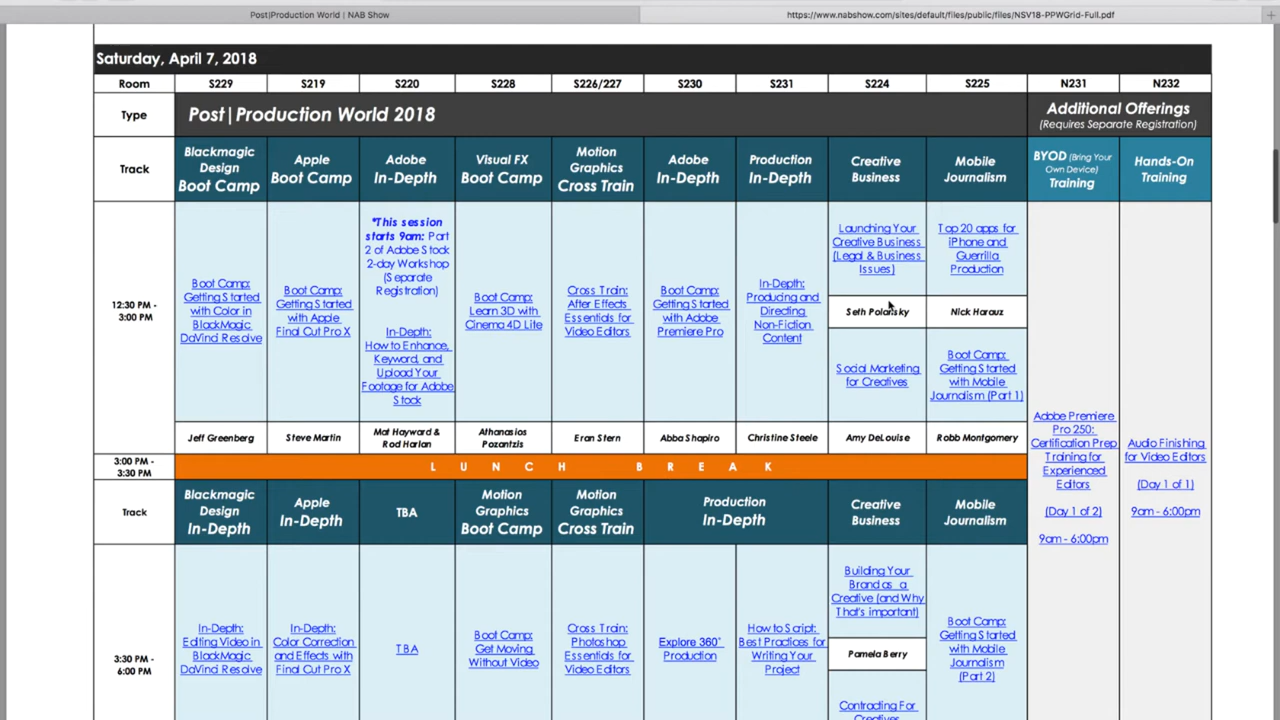 Post|Production World | NAB Show
https://www.nabshow.com/sites/default/files/public/files/NSV18-PPWGrid-Full.pdf
Saturday, April 7, 2018
Room
S229
S219
S220
S228
S226/227
S230
S231
S224
S225
N231
N232
Type
Post|Production World 2018
Additional Offerings
(Requires Separate Registration)
Track
Blackmagic
Design
Boot Camp
Apple
Boot Camp
Adobe
In-Depth
Visual FX
Boot Camp
Motion
Graphics
Cross Train
Adobe
In-Depth
Production
In-Depth
Creative
Business
Mobile
Journalism
BYOD (Bring Your
Own Device)
Training
Hands-On
Training
12:30 PM -
3:00 PM
Boot Camp:
Getting Started
with Color in
BlackMagic
DaVinci Resolve
Boot Camp:
Getting Started
with Apple
Final Cut Pro X
*This session
starts 9am: Part
2 of Adobe Stock
2-day Workshop
(Separate
Registration)
In-Depth:
How to Enhance,
Keyword, and
Upload Your
Footage for Adobe
Stock
Boot Camp:
Learn 3D with
Cinema 4D Lite
Cross Train:
After Effects
Essentials for
Video Editors
Boot Camp:
Getting Started
with Adobe
Premiere Pro
In-Depth:
Producing and
Directing
Non-Fiction
Content
Launching Your
Creative Business
(Legal & Business
Issues)
Seth Polansky
Social Marketing
for Creatives
Top 20 apps for
iPhone and
Guerrilla
Production
Nick Harauz
Boot Camp:
Getting Started
with Mobile
Journalism (Part 1)
Jeff Greenberg
Steve Martin
Mat Hayward &
Rod Harlan
Athanasios
Pozantzis
Eran Stern
Abba Shapiro
Christine Steele
Amy DeLouise
Robb Montgomery
Adobe Premiere
Pro 250:
Certification Prep
Training for
Experienced
Editors
(Day 1 of 2)
9am - 6:00pm
Audio Finishing
for Video Editors
(Day 1 of 1)
9am - 6:00pm
3:00 PM -
3:30 PM
LUNCH BREAK
Track
Blackmagic
Design
In-Depth
Apple
In-Depth
TBA
Motion
Graphics
Boot Camp
Motion
Graphics
Cross Train
Production
In-Depth
Creative
Business
Mobile
Journalism
3:30 PM -
6:00 PM
In-Depth:
Editing Video in
BlackMagic
DaVinci Resolve
In-Depth:
Color Correction
and Effects with
Final Cut Pro X
TBA
Boot Camp:
Get Moving
Without Video
Cross Train:
Photoshop
Essentials for
Video Editors
Explore 360°
Production
How to Script:
Best Practices for
Writing Your
Project
Building Your
Brand as a
Creative (and Why
That's important)
Pamela Berry
Contracting For
Creatives
Boot Camp:
Getting Started
with Mobile
Journalism
(Part 2)